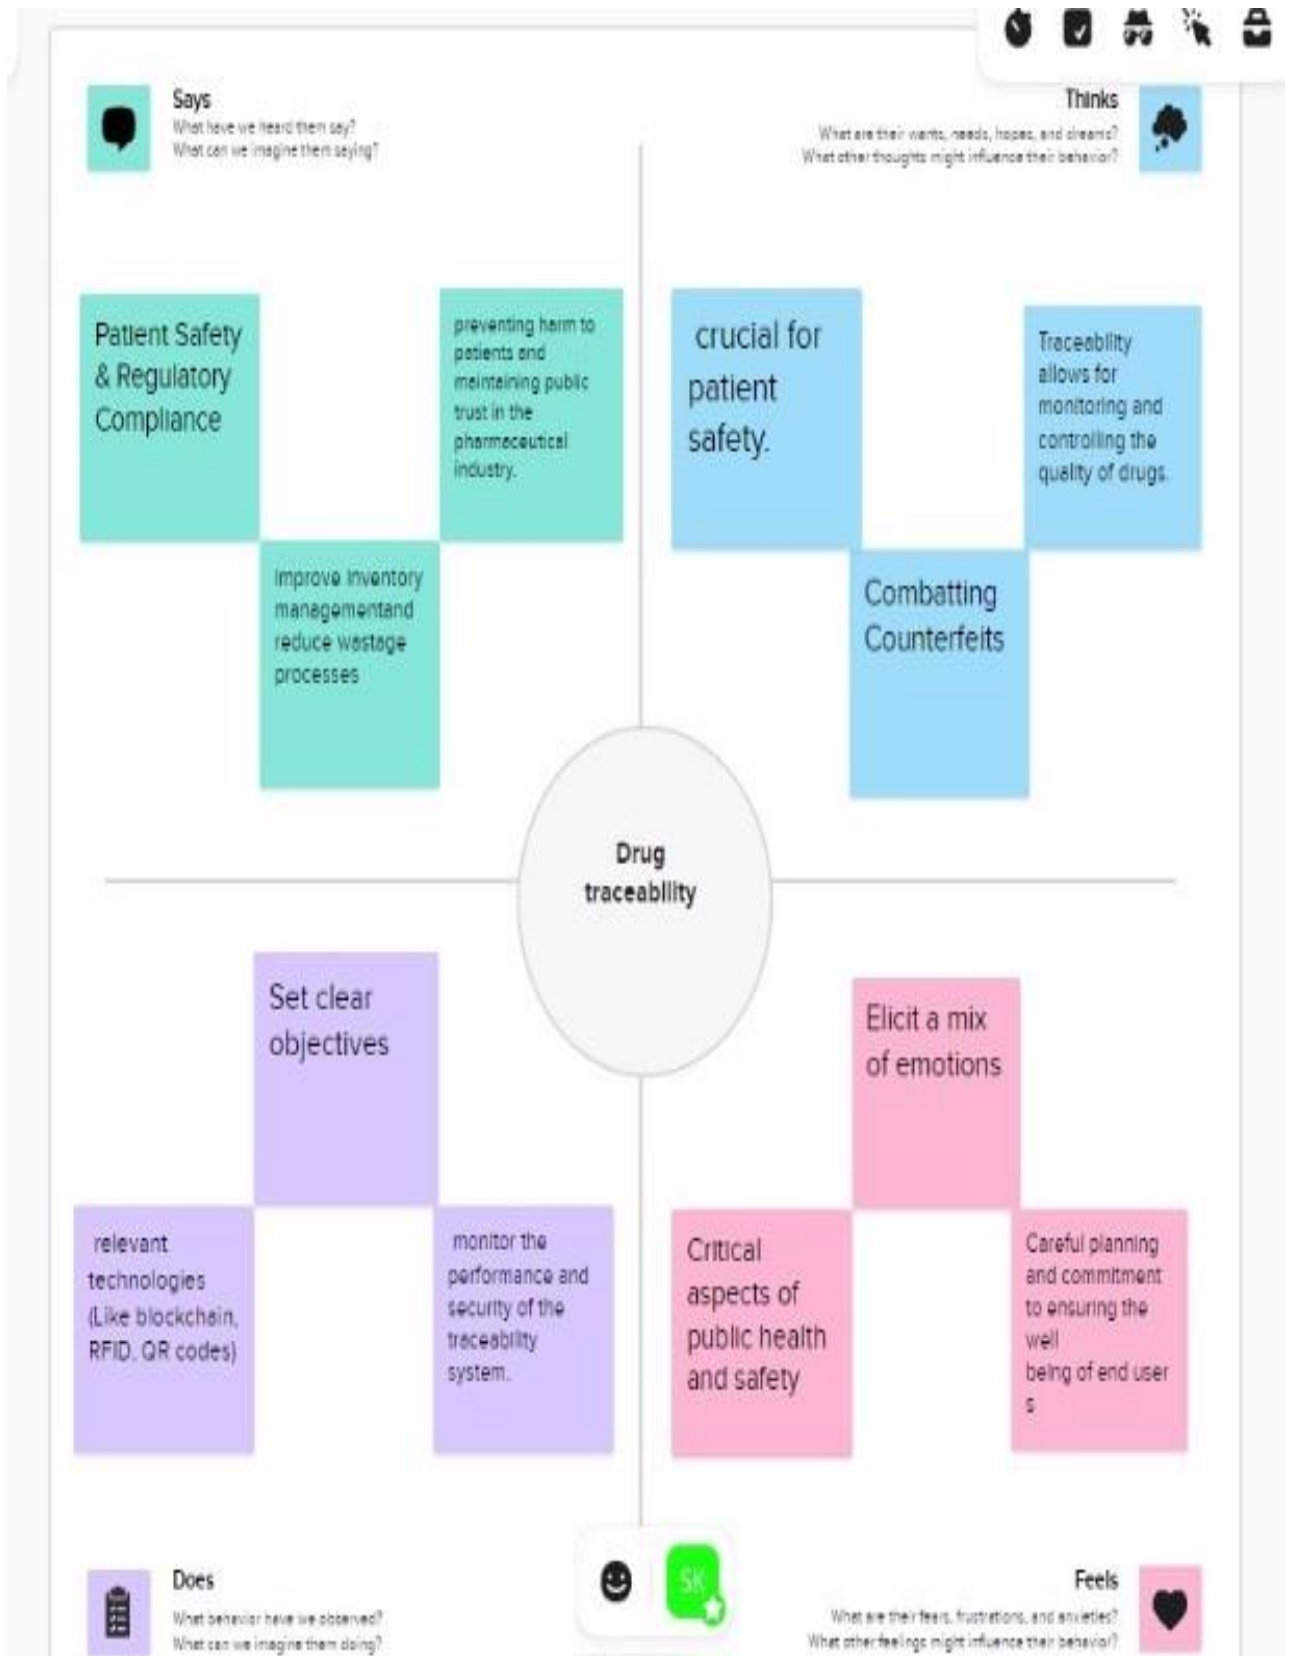 Says
What have we heard them say?
What can we imagine them saying?
Thinks
What are their wants, needs, hopes, and dreams?
What other thoughts might influence their behavior?
Patient Safety
& Regulatory
Compliance
preventing harm to
patients and
maintaining public
trust in the
pharmaceutical
industry.
Improve inventory
managementand
reduce wastage
processes
crucial for
patient
safety.
Traceability
allows for
monitoring and
controlling the
quality of drugs.
Combatting
Counterfeits
Drug
traceability
Set clear
objectives
relevant
technologies
(Like blockchain,
RFID, QR codes)
monitor the
performance and
security of the
traceability
system.
Elicit a mix
of emotions
Critical
aspects of
public health
and safety
Careful planning
and commitment
to ensuring the
well
being of end user
s
Does
What behavior have we observed?
What can we imagine them doing?
SK
Feels
What are their fears, frustrations, and anxieties?
What other feelings might influence their behavior?